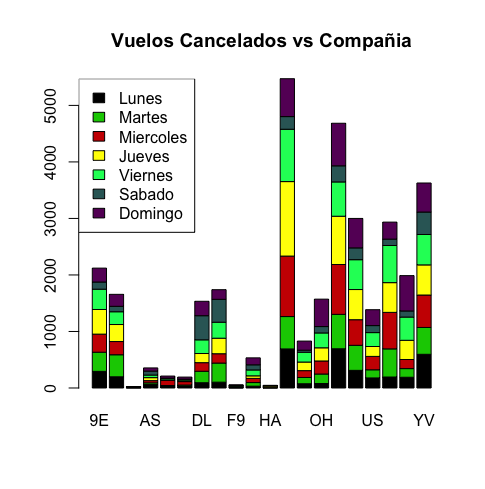 Vuelos Cancelados vs Compañia
Lunes
Martes
Miercoles
Jueves
Viernes
Sabado
Domingo
5000
4000
3000
2000
1000
0
9E AS DL F9 HA OH US YV